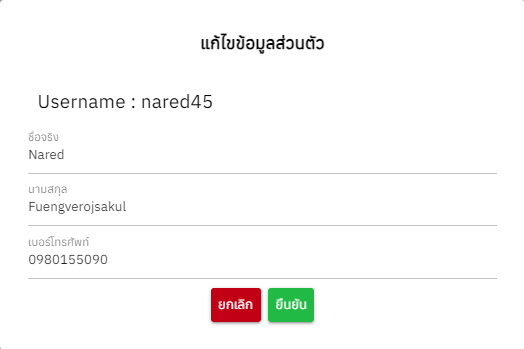 แก้ไขข้อมูลส่วนตัว
Username : nared45
ชื่อจริง
Nared
นามสกุล
Fuengverojsakul
เบอร์โทรศัพท์
0980155090
ยกเลิก ยืนยัน